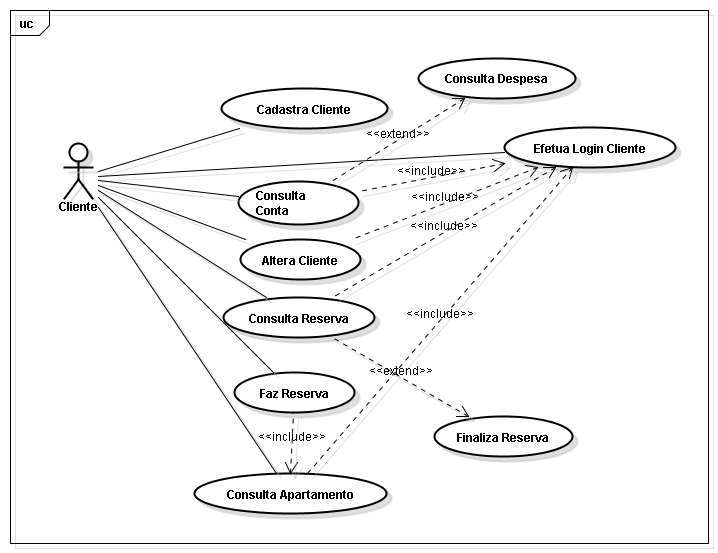 uc
Consulta Despesa
Cadastra Cliente
<<extend>>
Efetua Login Cliente
<<include>>
Cliente
Consulta
Conta
<<include>>
<<include>>
Altera Cliente
Consulta Reserva
<<include>>
<<extend>>
Faz Reserva
<<include>>
Finaliza Reserva
Consulta Apartamento